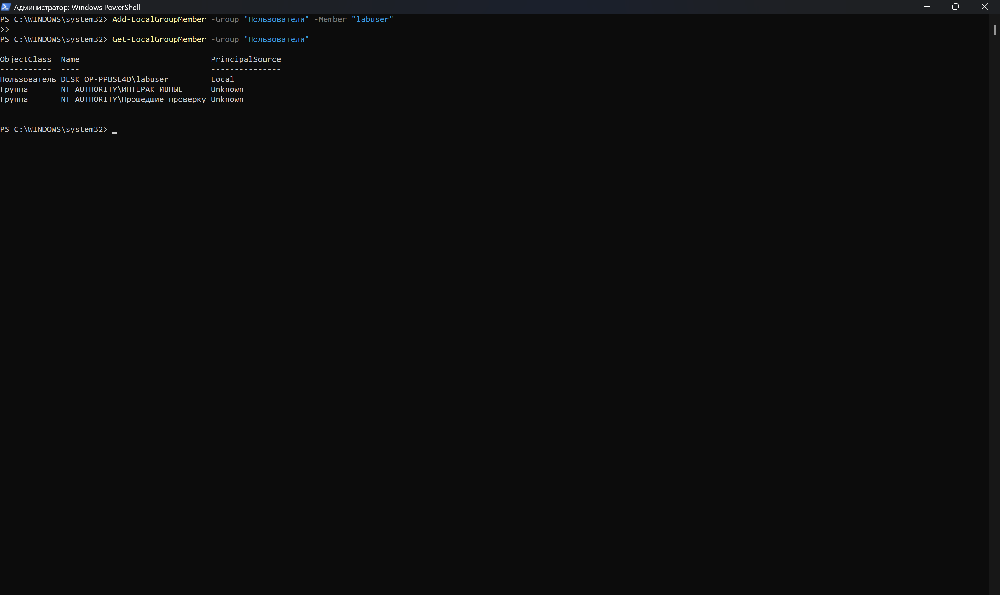 Администратор: Windows PowerShell
PS C:\WINDOWS\system32> Add-LocalGroupMember -Group "Пользователи" -Member "labuser"
>>
PS C:\WINDOWS\system32> Get-LocalGroupMember -Group "Пользователи"
ObjectClass  Name                            PrincipalSource
-----------  ----                            ---------------
Пользователь DESKTOP-PPBSL4D\labuser         Local
Группа       NT AUTHORITY\ИНТЕРАКТИВНЫЕ      Unknown
Группа       NT AUTHORITY\Прошедшие проверку Unknown
PS C:\WINDOWS\system32>